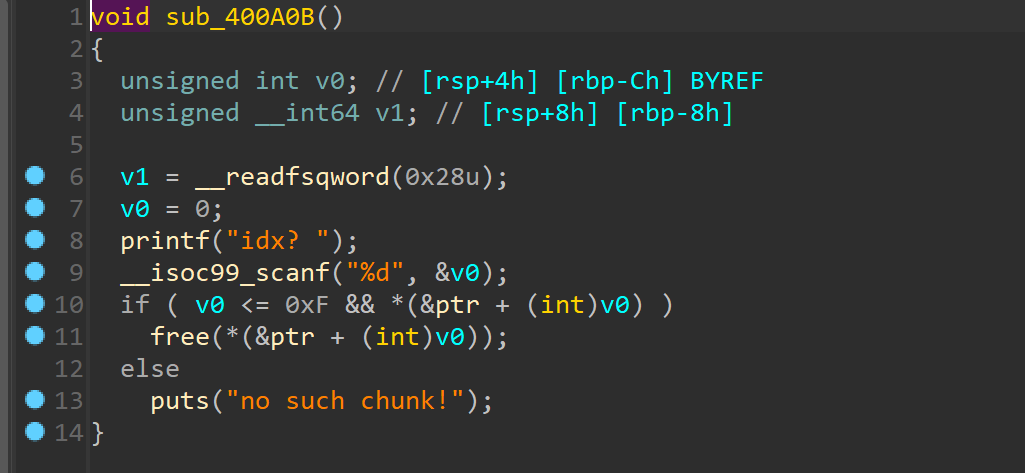 1 void sub_400A0B()
2 {
3   unsigned int v0; // [rsp+4h] [rbp-Ch] BYREF
4   unsigned __int64 v1; // [rsp+8h] [rbp-8h]
5
6   v1 = __readfsqword(0x28u);
7   v0 = 0;
8   printf("idx? ");
9   __isoc99_scanf("%d", &v0);
10   if ( v0 <= 0xF && *(&ptr + (int)v0) )
11     free(*(&ptr + (int)v0));
12   else
13     puts("no such chunk!");
14 }